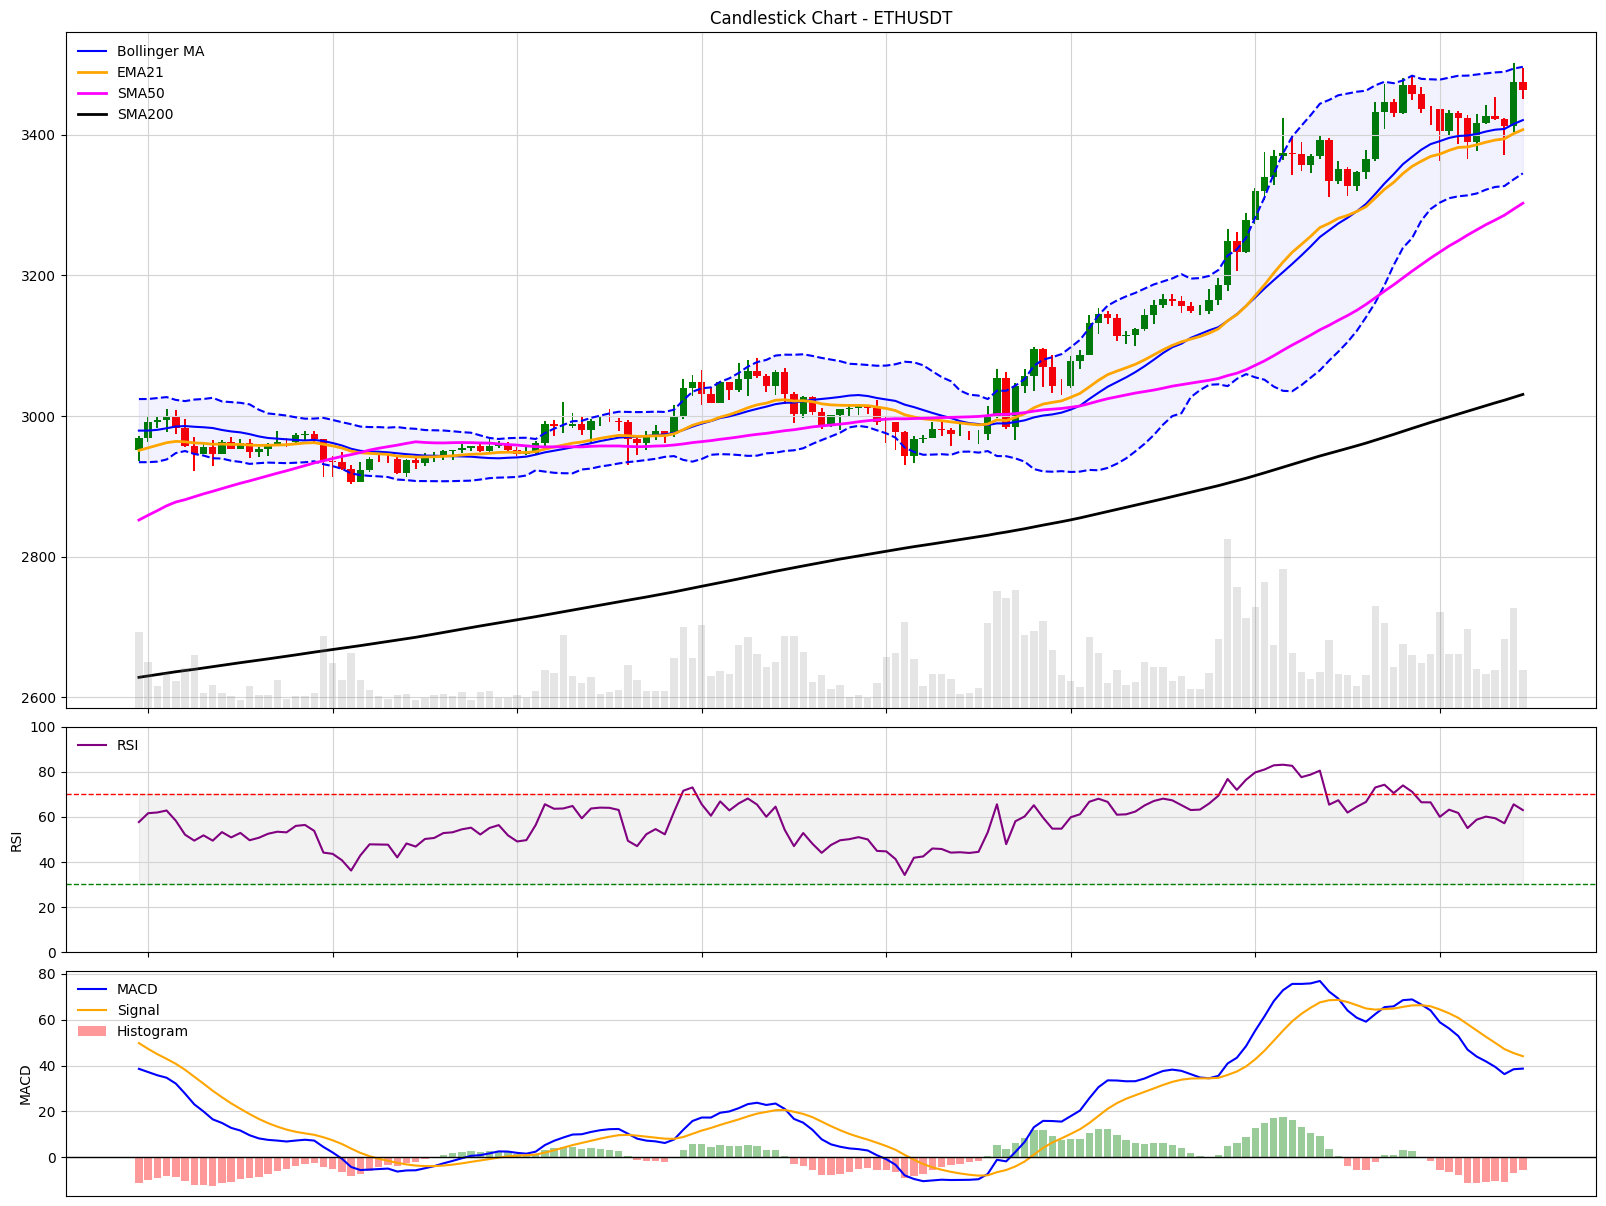 Candlestick Chart - ETHUSDT
Bollinger MA
EMA21
SMA50
SMA200
3400
3200
3000
2800
2600
100
80
60
40
20
0
RSI
RSI
80
60
40
20
0
MACD
MACD
Signal
Histogram